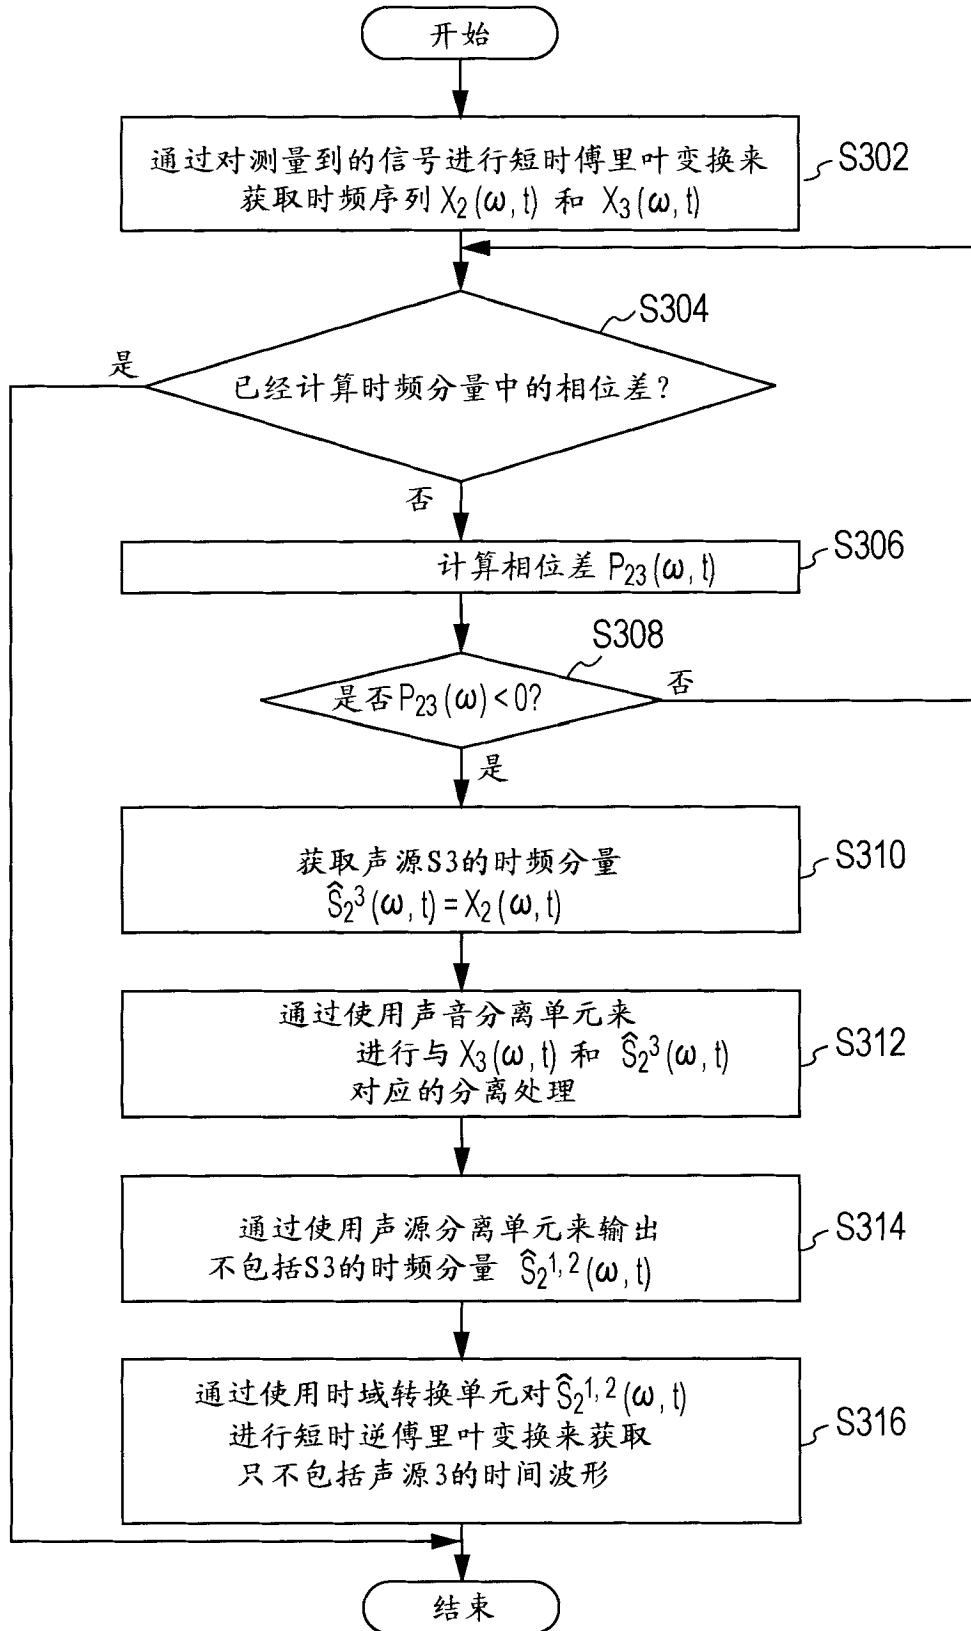 开始
通过对测量到的信号进行短时傅里叶变换来
获取时频序列 X₂(ω, t) 和 X₃(ω, t)
S302
S304
是
已经计算时频分量中的相位差?
否
计算相位差 P₂₃(ω, t)
S306
S308
是否 P₂₃(ω) < 0?
否
是
获取声源S3的时频分量
Ŝ₂³(ω, t) = X₂(ω, t)
S310
通过使用声音分离单元来
进行与 X₃(ω, t) 和 Ŝ₂³(ω, t)
对应的分离处理
S312
通过使用声源分离单元来输出
不包括S3的时频分量 Ŝ₂¹,²(ω, t)
S314
通过使用时域转换单元对 Ŝ₂¹,²(ω, t)
进行短时逆傅里叶变换来获取
只不包括声源3的时间波形
S316
结束